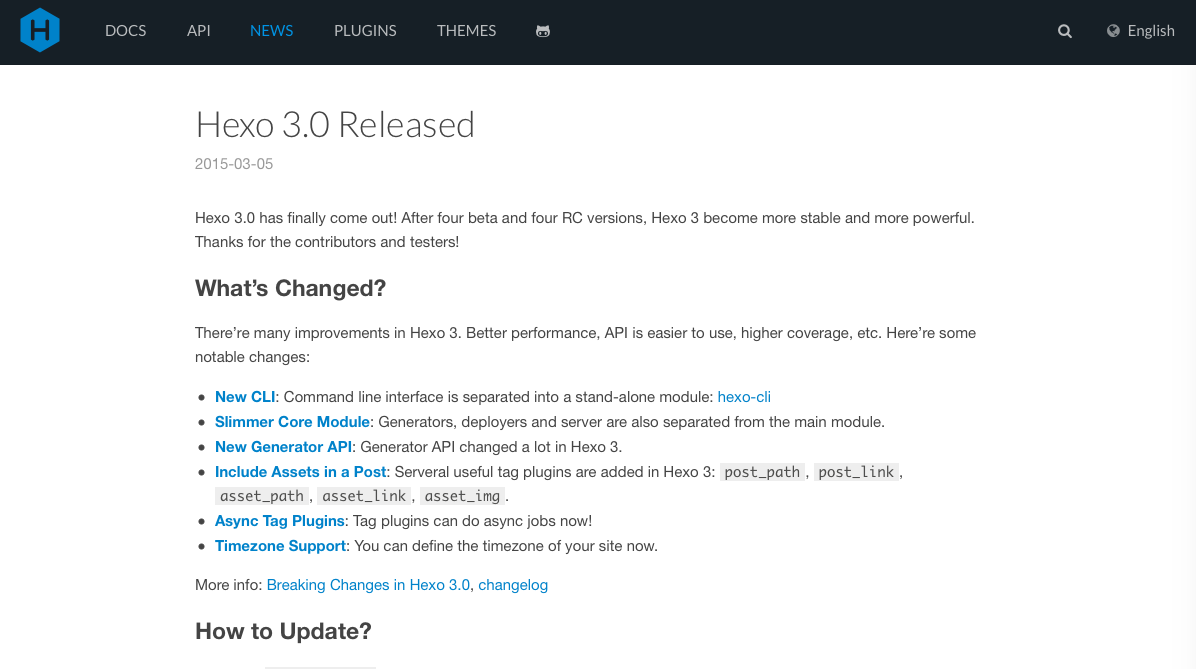 H
DOCS API NEWS PLUGINS THEMES English
Hexo 3.0 Released
2015-03-05
Hexo 3.0 has finally come out! After four beta and four RC versions, Hexo 3 become more stable and more powerful.
Thanks for the contributors and testers!
What’s Changed?
There’re many improvements in Hexo 3. Better performance, API is easier to use, higher coverage, etc. Here’re some
notable changes:
• New CLI: Command line interface is separated into a stand-alone module: hexo-cli
• Slimmer Core Module: Generators, deployers and server are also separated from the main module.
• New Generator API: Generator API changed a lot in Hexo 3.
• Include Assets in a Post: Serveral useful tag plugins are added in Hexo 3: post_path, post_link,
asset_path, asset_link, asset_img.
• Async Tag Plugins: Tag plugins can do async jobs now!
• Timezone Support: You can define the timezone of your site now.
More info: Breaking Changes in Hexo 3.0, changelog
How to Update?